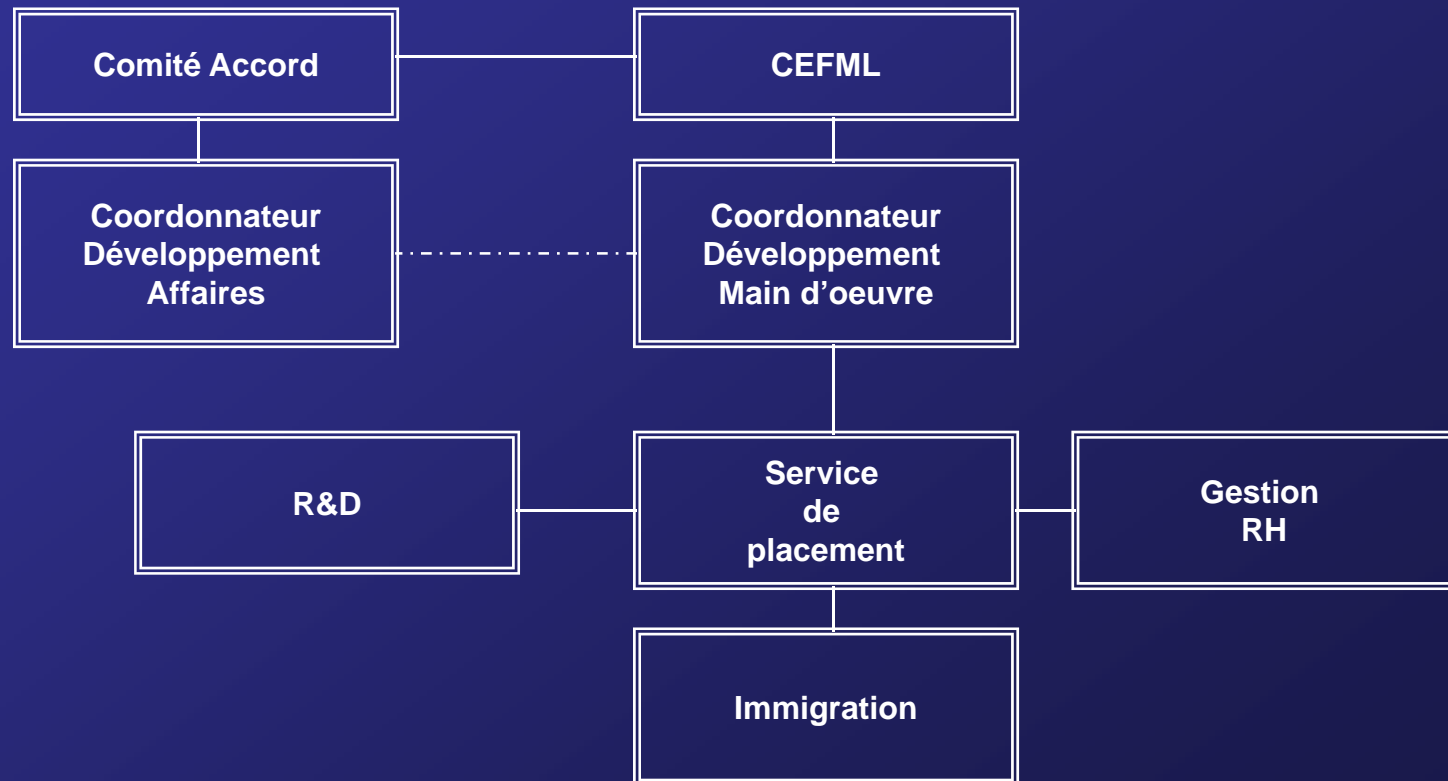 Comité Accord
CEFML
Coordonnateur
Développement
Affaires
Coordonnateur
Développement
Main d’oeuvre
R&D
Service
de
placement
Gestion
RH
Immigration